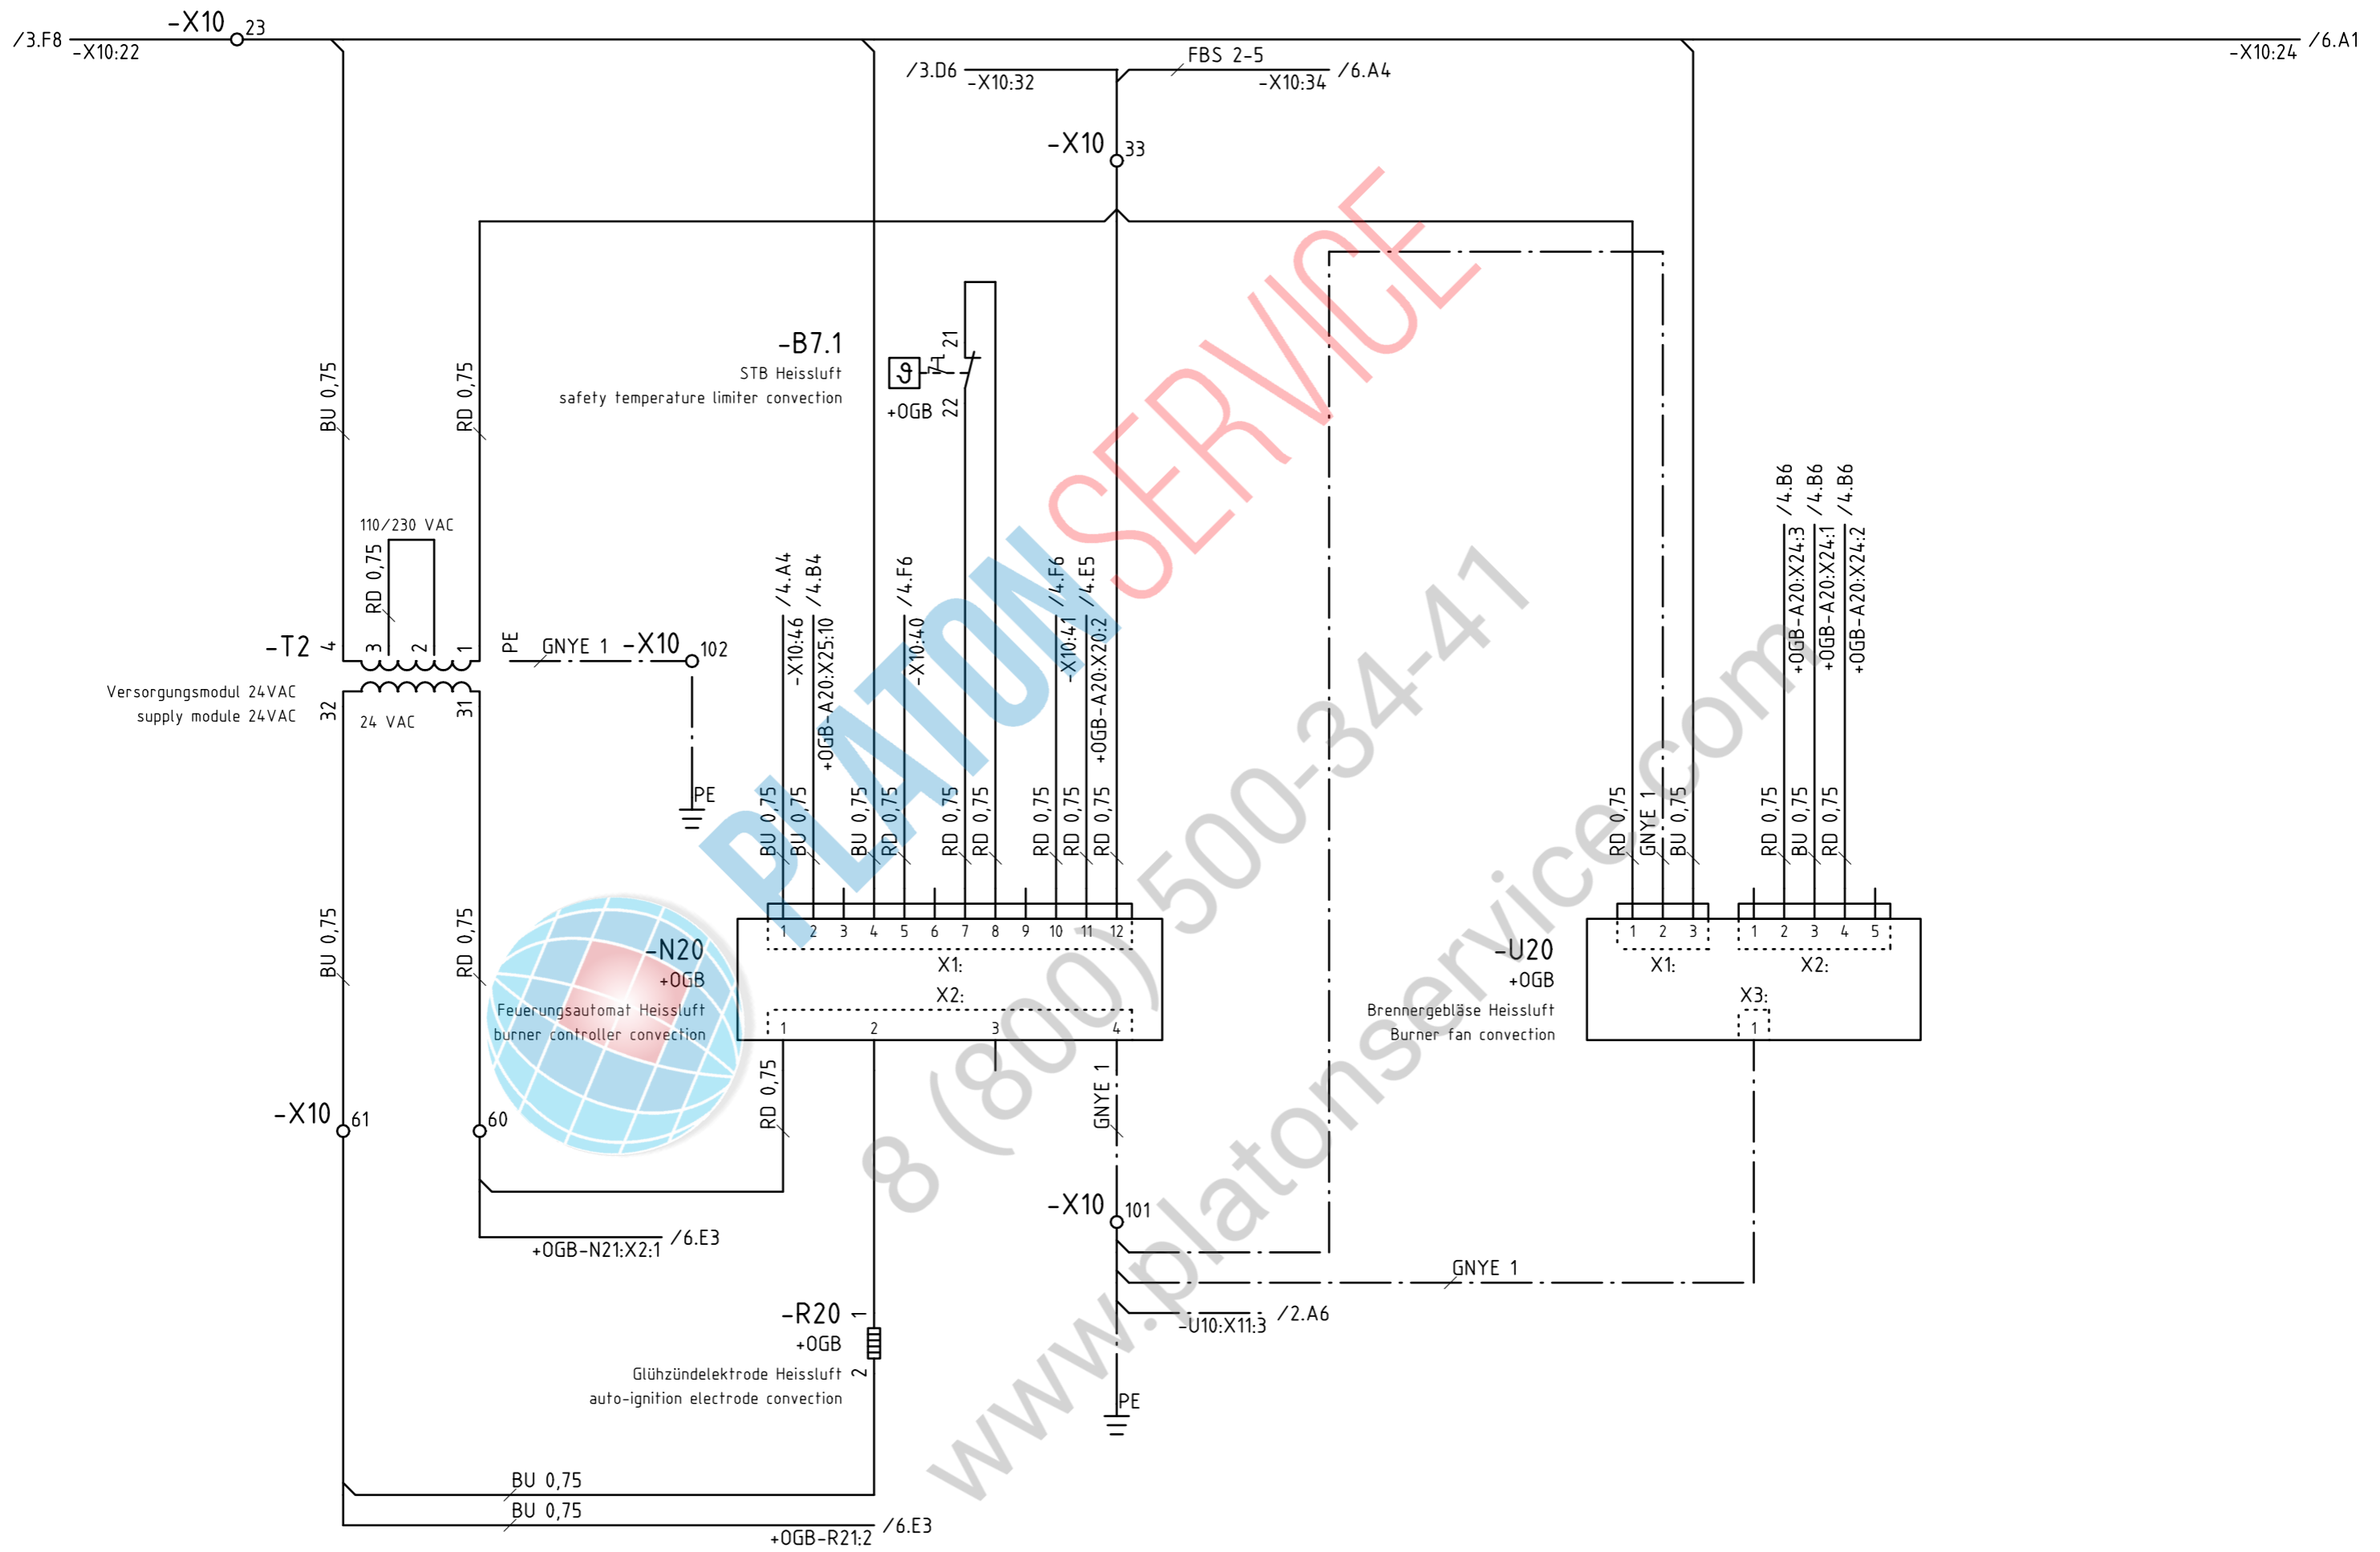 -X10 23
/3.F8
-X10:22
/6.A1
-X10:24
FBS 2-5
/3.D6
-X10:32
-X10:34
/6.A4
-X10 33
-B7.1
STB Heissluft
safety temperature limiter convection
ϑ
+0GB
21
22
BU 0,75
RD 0,75
110/230 VAC
RD 0,75
-T2
4
3
2
1
PE
GNYE 1
-X10 102
Versorgungsmodul 24VAC
supply module 24VAC
32
24 VAC
31
PE
/4.A4
-X10:46
/4.B4
+0GB-A20:X25:10
/4.F6
-X10:40
/4.F6
-X10:41
/4.E5
+0GB-A20:X20:2
/4.B6
+0GB-A20:X24:3
/4.B6
+0GB-A20:X24:1
/4.B6
+0GB-A20:X24:2
BU 0,75
BU 0,75
BU 0,75
RD 0,75
RD 0,75
RD 0,75
RD 0,75
RD 0,75
RD 0,75
RD 0,75
GNYE 1
BU 0,75
RD 0,75
BU 0,75
RD 0,75
BU 0,75
RD 0,75
-N20
+0GB
Feuerungsautomat Heissluft
burner controller convection
1 2 3 4 5 6 7 8 9 10 11 12
X1:
X2:
1 2 3 4
-U20
+0GB
Brennergebläse Heissluft
Burner fan convection
1 2 3
X1:
1 2 3 4 5
X2:
X3:
1
RD 0,75
GNYE 1
-X10 61
60
-X10 101
+0GB-N21:X2:1
/6.E3
GNYE 1
-U10:X11:3
/2.A6
-R20
+0GB
1
2
Glühzündelektrode Heissluft
auto-ignition electrode convection
PE
BU 0,75
BU 0,75
+0GB-R21:2
/6.E3
PLATONSERVICE
8 (800) 500-34-41
www.platonservice.com